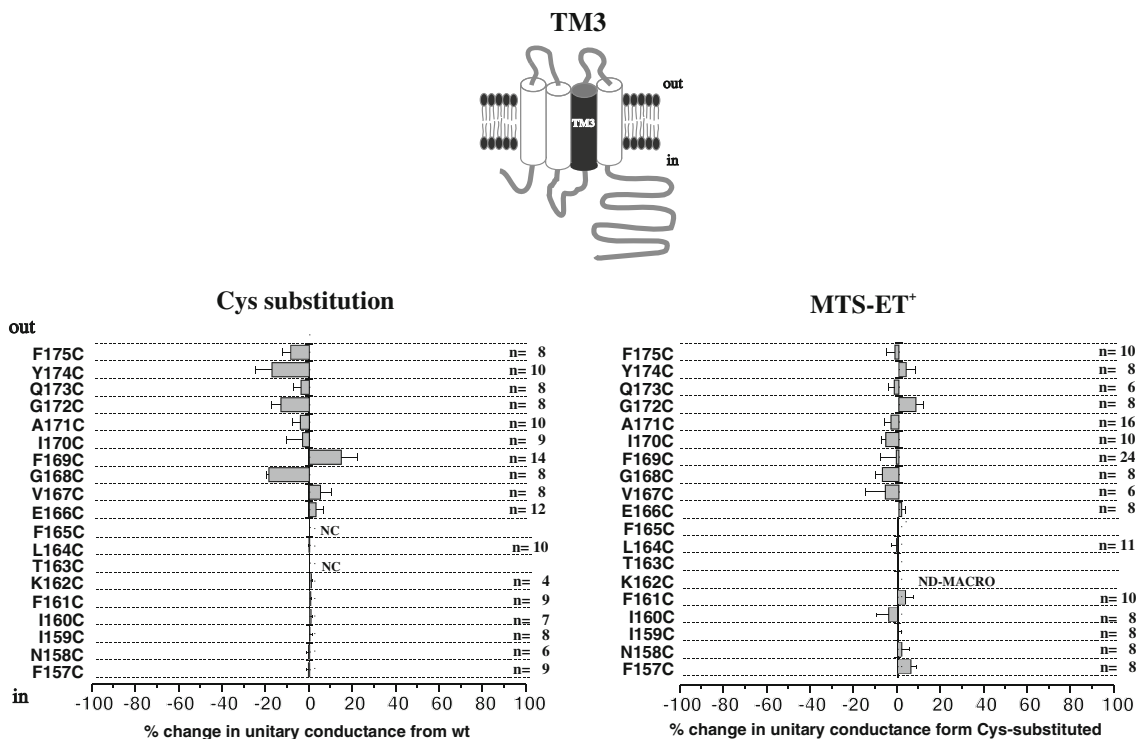 TM3
out
TM3
in
Cys substitution
out
F175C n= 8
Y174C n= 10
Q173C n= 8
G172C n= 8
A171C n= 10
I170C n= 9
F169C n= 14
G168C n= 8
V167C n= 8
E166C n= 12
F165C NC
L164C n= 10
T163C NC
K162C n= 4
F161C n= 9
I160C n= 7
I159C n= 8
N158C n= 6
F157C n= 9
in
-100 -80 -60 -40 -20 0 20 40 60 80 100
% change in unitary conductance from wt
MTS-ET+
F175C n= 10
Y174C n= 8
Q173C n= 6
G172C n= 8
A171C n= 16
I170C n= 10
F169C n= 24
G168C n= 8
V167C n= 6
E166C n= 8
F165C
L164C n= 11
T163C
K162C ND-MACRO
F161C n= 10
I160C n= 8
I159C n= 8
N158C n= 8
F157C n= 8
-100 -80 -60 -40 -20 0 20 40 60 80 100
% change in unitary conductance form Cys-substituted